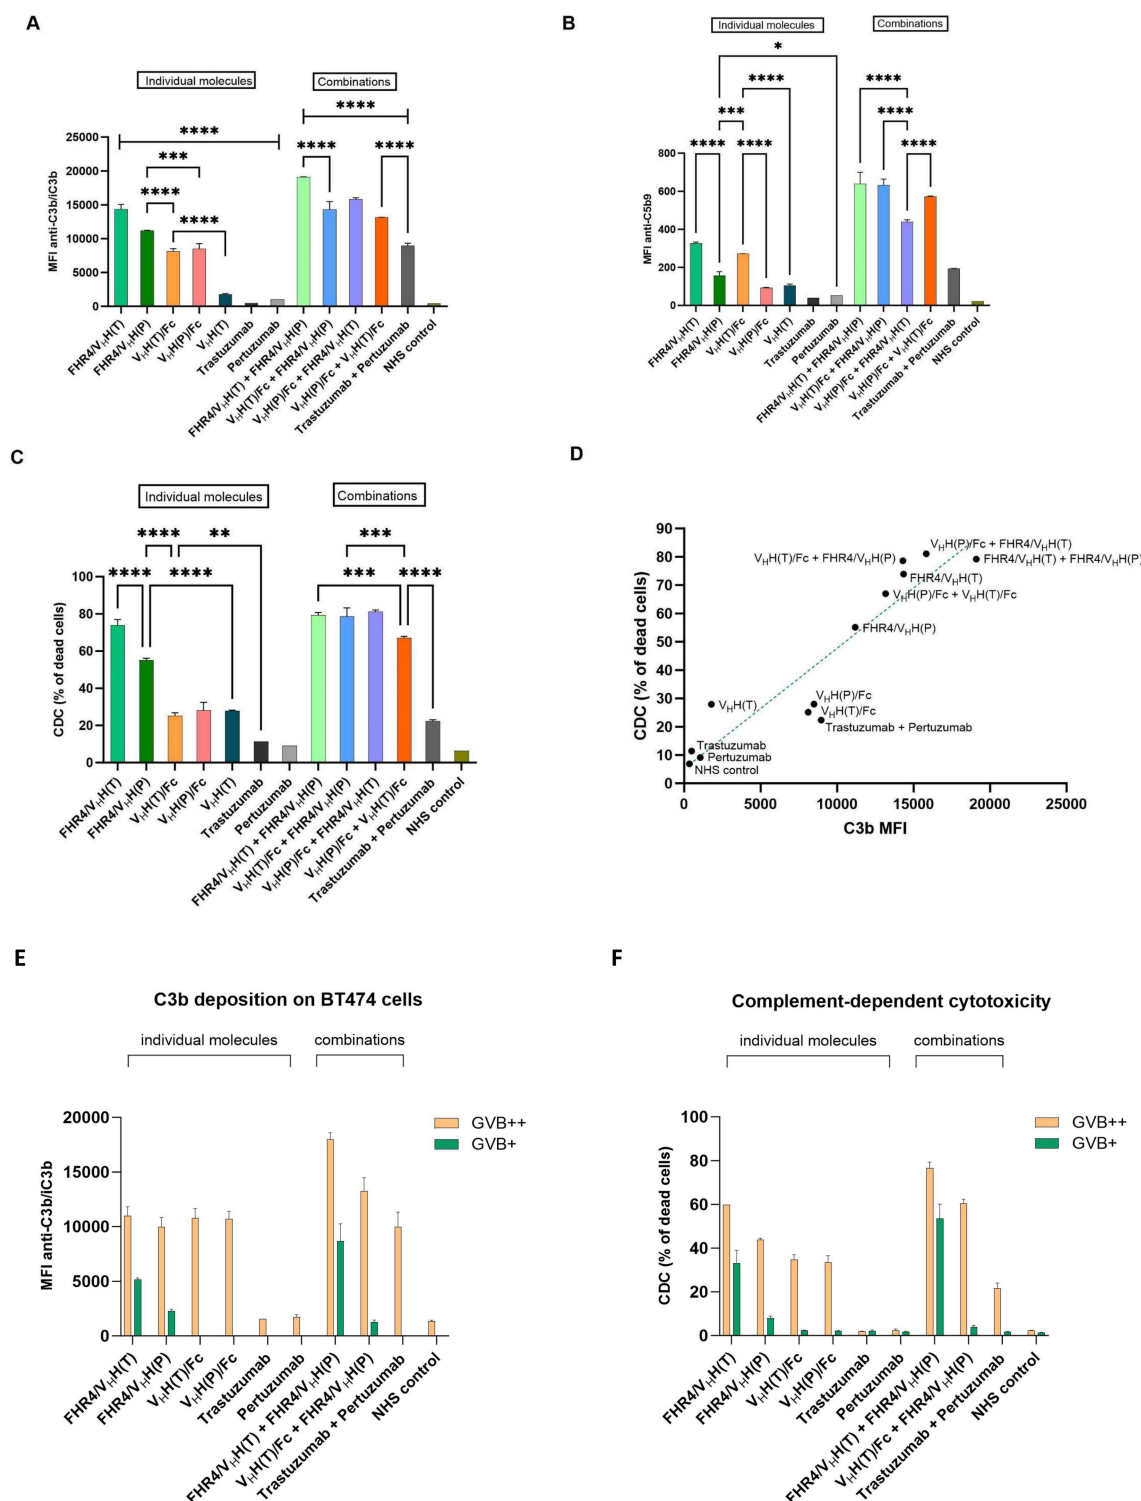 A
Individual molecules
Combinations
****
****
****
****
***
****
****
MFI anti-C3b/iC3b
25000
20000
15000
10000
5000
0
FHR4/VHH(T)
FHR4/VHH(P)
VHH(T)/Fc
VHH(P)/Fc
VHH(T)
Trastuzumab
Pertuzumab
FHR4/VHH(T) + FHR4/VHH(P)
VHH(T)/Fc + FHR4/VHH(P)
VHH(P)/Fc + FHR4/VHH(T)
VHH(P)/Fc + VHH(T)/Fc
Trastuzumab + Pertuzumab
NHS control
B
Individual molecules
Combinations
*
****
****
***
****
****
****
****
MFI anti-C5b9
800
600
400
200
0
FHR4/VHH(T)
FHR4/VHH(P)
VHH(T)/Fc
VHH(P)/Fc
VHH(T)
Trastuzumab
Pertuzumab
FHR4/VHH(T) + FHR4/VHH(P)
VHH(T)/Fc + FHR4/VHH(P)
VHH(P)/Fc + FHR4/VHH(T)
VHH(P)/Fc + VHH(T)/Fc
Trastuzumab + Pertuzumab
NHS control
C
Individual molecules
Combinations
****
**
***
****
****
***
****
CDC (% of dead cells)
100
80
60
40
20
0
FHR4/VHH(T)
FHR4/VHH(P)
VHH(T)/Fc
VHH(P)/Fc
VHH(T)
Trastuzumab
Pertuzumab
FHR4/VHH(T) + FHR4/VHH(P)
VHH(T)/Fc + FHR4/VHH(P)
VHH(P)/Fc + FHR4/VHH(T)
VHH(P)/Fc + VHH(T)/Fc
Trastuzumab + Pertuzumab
NHS control
D
CDC (% of dead cells)
90
80
70
60
50
40
30
20
10
0
VHH(P)/Fc + FHR4/VHH(T)
VHH(T)/Fc + FHR4/VHH(P)
FHR4/VHH(T) + FHR4/VHH(P)
FHR4/VHH(T)
VHH(P)/Fc + VHH(T)/Fc
FHR4/VHH(P)
VHH(P)/Fc
VHH(T)
VHH(T)/Fc
Trastuzumab + Pertuzumab
Trastuzumab
Pertuzumab
NHS control
0 5000 10000 15000 20000 25000
C3b MFI
E
C3b deposition on BT474 cells
individual molecules
combinations
GVB++
GVB+
MFI anti-C3b/iC3b
20000
15000
10000
5000
0
FHR4/VHH(T)
FHR4/VHH(P)
VHH(T)/Fc
VHH(P)/Fc
Trastuzumab
Pertuzumab
FHR4/VHH(T) + FHR4/VHH(P)
VHH(T)/Fc + FHR4/VHH(P)
Trastuzumab + Pertuzumab
NHS control
F
Complement-dependent cytotoxicity
individual molecules
combinations
GVB++
GVB+
CDC (% of dead cells)
100
80
60
40
20
0
FHR4/VHH(T)
FHR4/VHH(P)
VHH(T)/Fc
VHH(P)/Fc
Trastuzumab
Pertuzumab
FHR4/VHH(T) + FHR4/VHH(P)
VHH(T)/Fc + FHR4/VHH(P)
Trastuzumab + Pertuzumab
NHS control